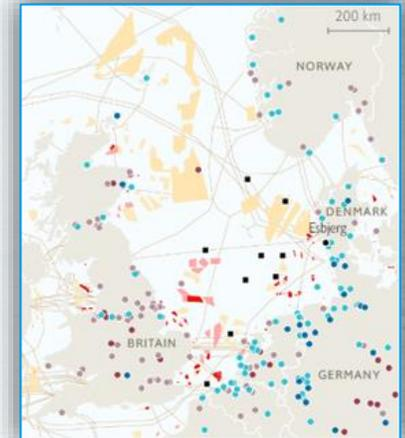 200 km
NORWAY
DENMARK
Esbjerg
BRITAIN
GERMANY